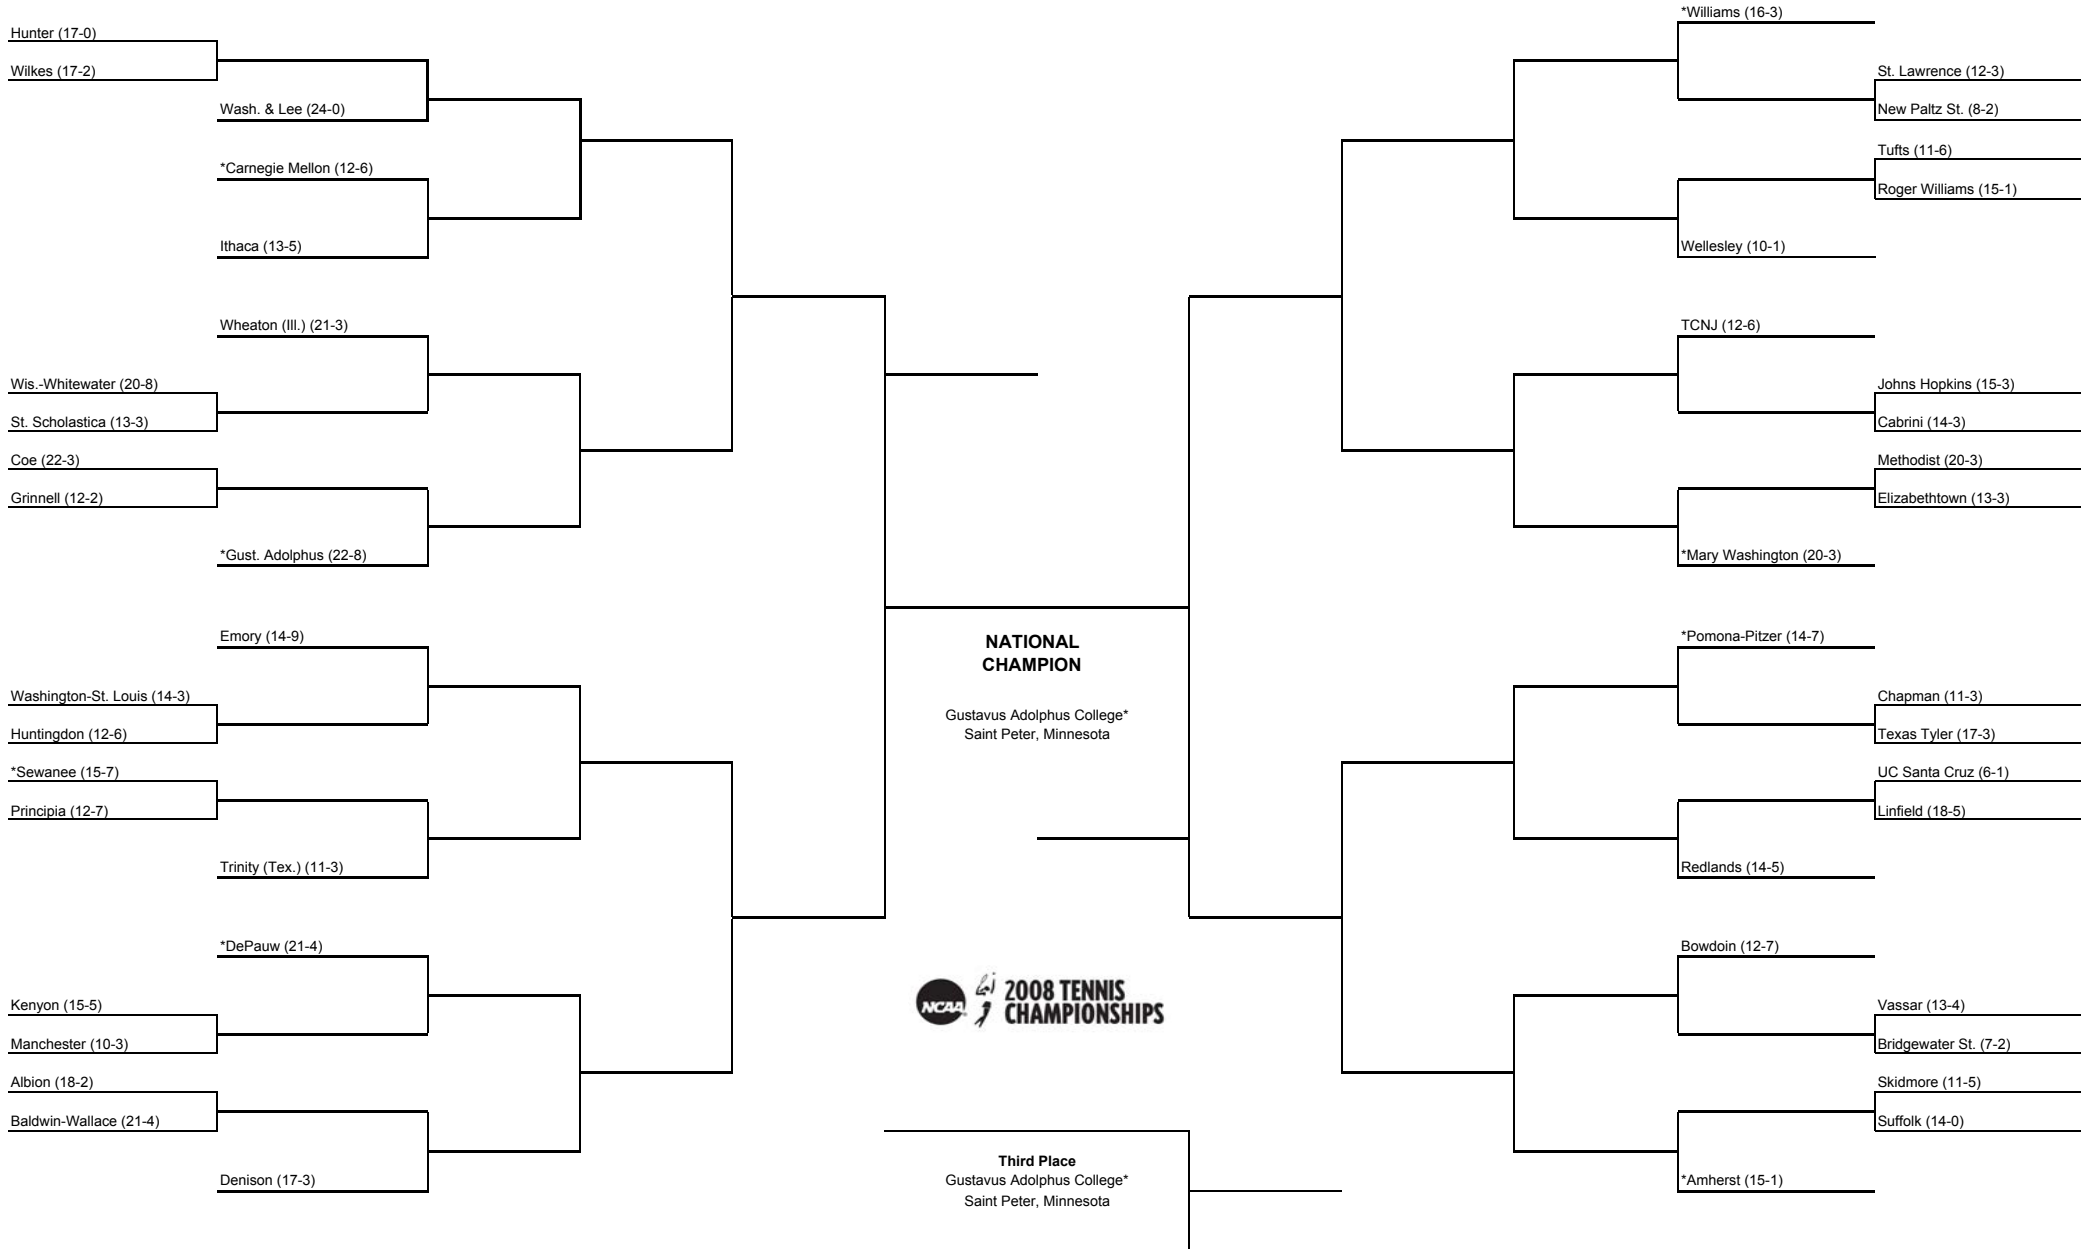 Hunter (17-0)
Wilkes (17-2)
Wash. & Lee (24-0)
*Carnegie Mellon (12-6)
Ithaca (13-5)
Wheaton (Ill.) (21-3)
Wis.-Whitewater (20-8)
St. Scholastica (13-3)
Coe (22-3)
Grinnell (12-2)
*Gust. Adolphus (22-8)
Emory (14-9)
Washington-St. Louis (14-3)
Huntingdon (12-6)
*Sewanee (15-7)
Principia (12-7)
Trinity (Tex.) (11-3)
*DePauw (21-4)
Kenyon (15-5)
Manchester (10-3)
Albion (18-2)
Baldwin-Wallace (21-4)
Denison (17-3)
NATIONAL
CHAMPION
Gustavus Adolphus College*
Saint Peter, Minnesota
NCAA
2008 TENNIS
CHAMPIONSHIPS
Third Place
Gustavus Adolphus College*
Saint Peter, Minnesota
*Williams (16-3)
St. Lawrence (12-3)
New Paltz St. (8-2)
Tufts (11-6)
Roger Williams (15-1)
Wellesley (10-1)
TCNJ (12-6)
Johns Hopkins (15-3)
Cabrini (14-3)
Methodist (20-3)
Elizabethtown (13-3)
*Mary Washington (20-3)
*Pomona-Pitzer (14-7)
Chapman (11-3)
Texas Tyler (17-3)
UC Santa Cruz (6-1)
Linfield (18-5)
Redlands (14-5)
Bowdoin (12-7)
Vassar (13-4)
Bridgewater St. (7-2)
Skidmore (11-5)
Suffolk (14-0)
*Amherst (15-1)